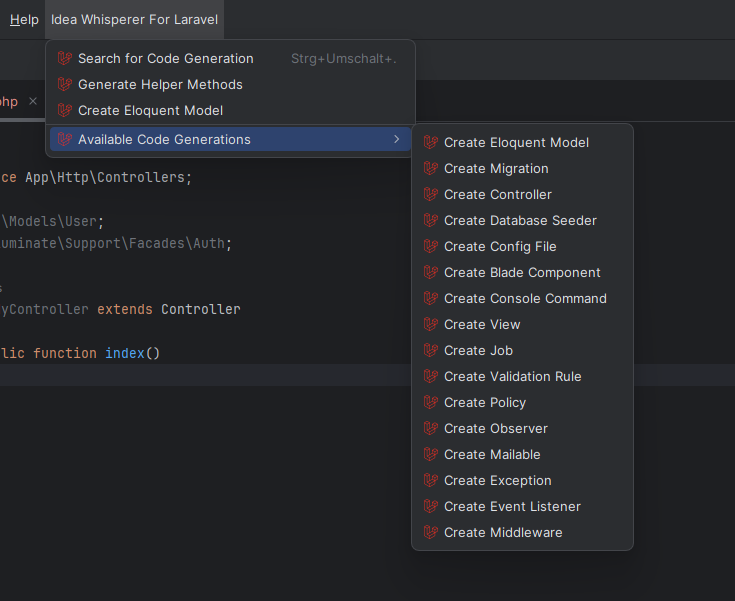 Help Idea Whisperer For Laravel
Search for Code Generation Strg+Umschalt+.
Generate Helper Methods
Create Eloquent Model
Available Code Generations
php ×
ce App\Http\Controllers;
\Models\User;
uminate\Support\Facades\Auth;
s
yController extends Controller
lic function index()
Create Eloquent Model
Create Migration
Create Controller
Create Database Seeder
Create Config File
Create Blade Component
Create Console Command
Create View
Create Job
Create Validation Rule
Create Policy
Create Observer
Create Mailable
Create Exception
Create Event Listener
Create Middleware